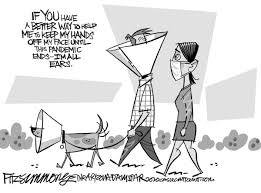 IF YOU HAVE
A BETTER WAY TO HELP
ME TO KEEP MY HANDS
OFF MY FACE UNTIL
THIS PANDEMIC
ENDS—I'M ALL
EARS.
FITZSIMMONS